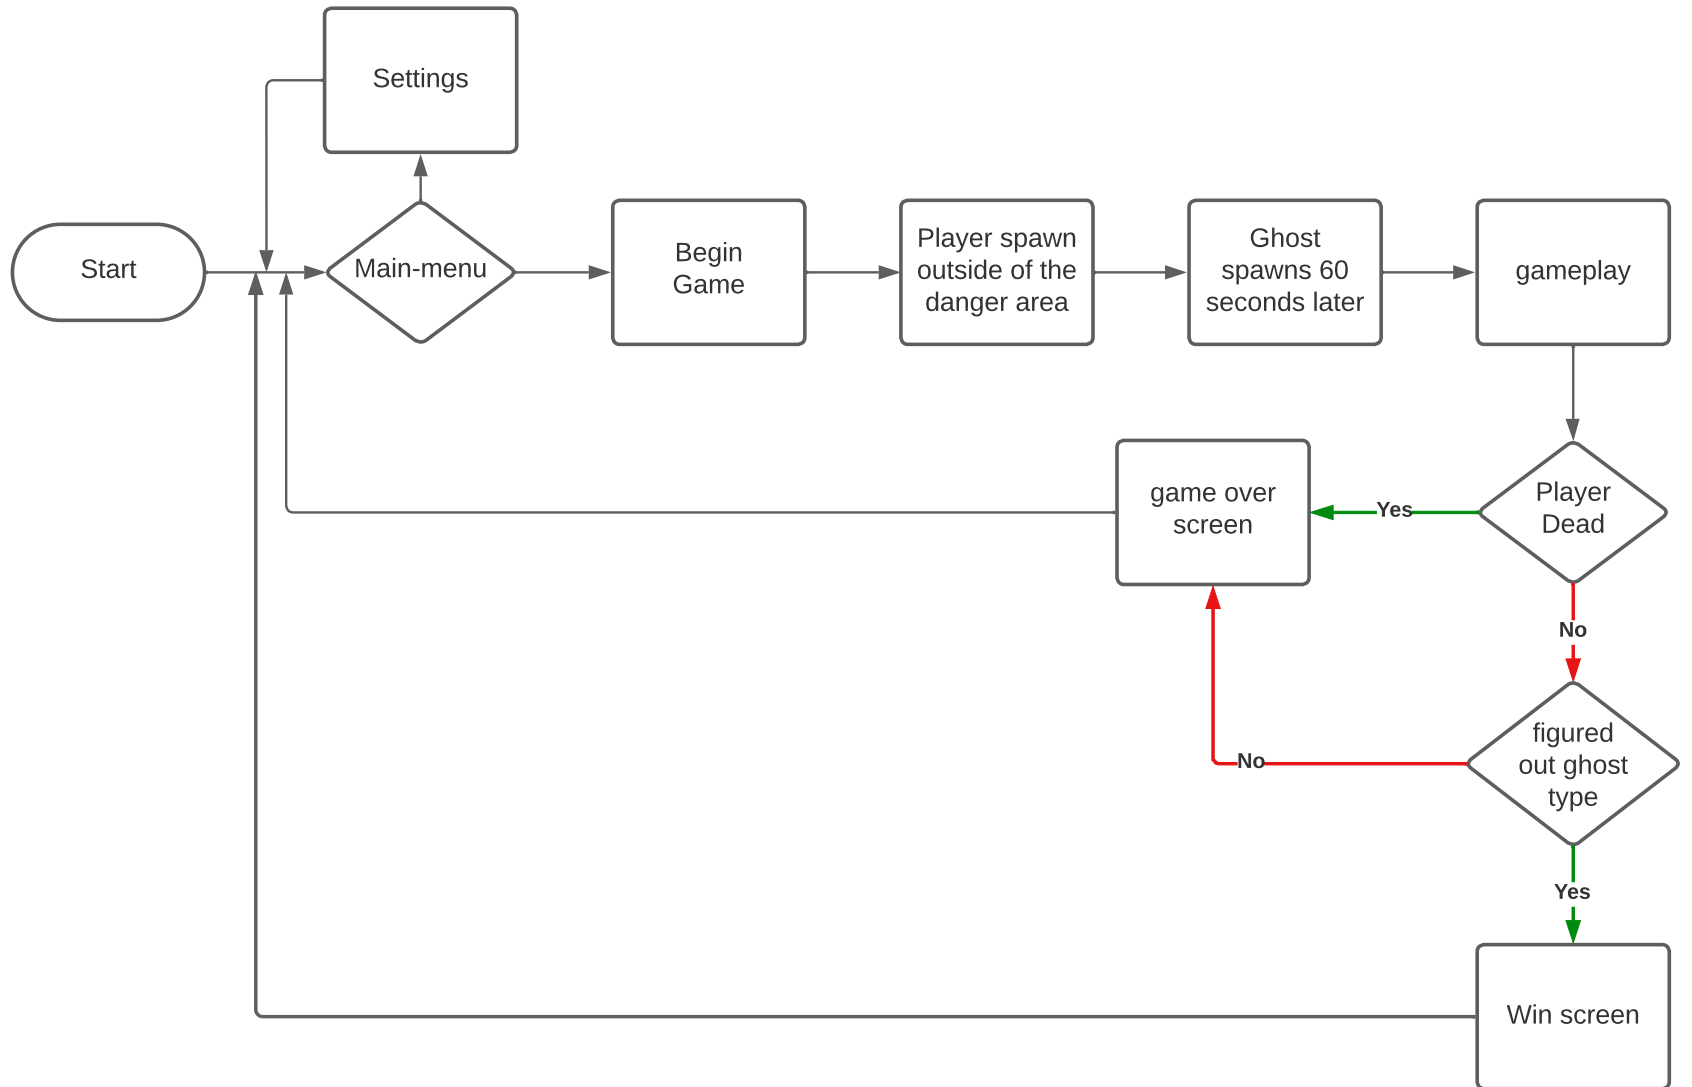 Settings
Start
Main-menu
Begin
Game
Player spawn
outside of the
danger area
Ghost
spawns 60
seconds later
gameplay
game over
screen
Yes
Player
Dead
No
figured
out ghost
type
No
Yes
Win screen